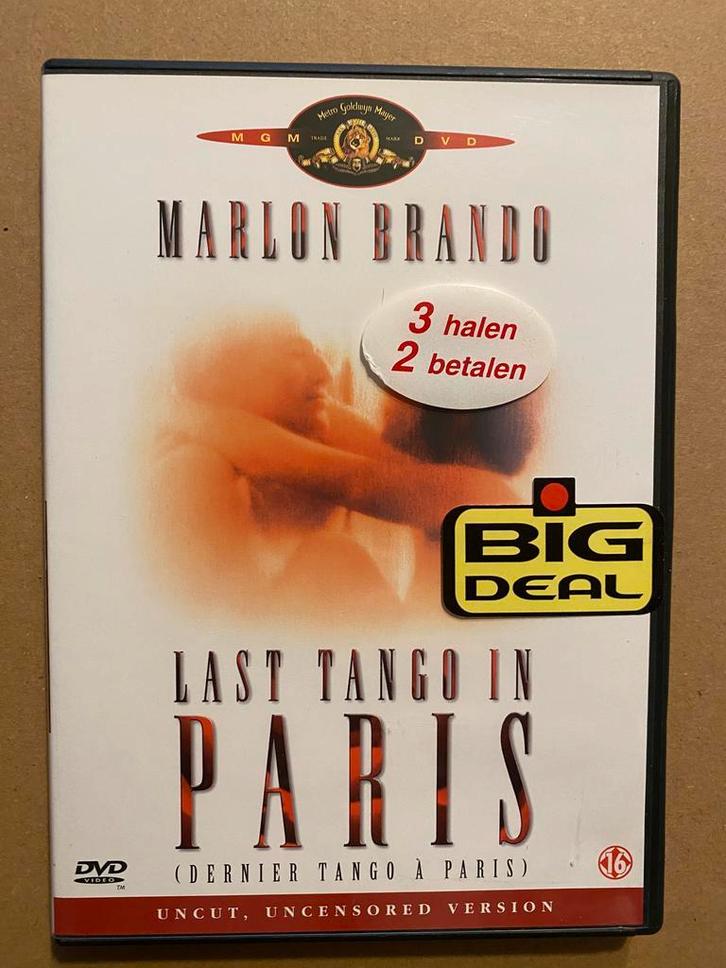 Metro Goldwyn Mayer
MGM TRADE MARK DVD
MARLON BRANDO
3 halen
2 betalen
BIG
DEAL
LAST TANGO IN
PARIS
(DERNIER TANGO À PARIS)
DVD
VIDEO
TM
16
UNCUT, UNCENSORED VERSION